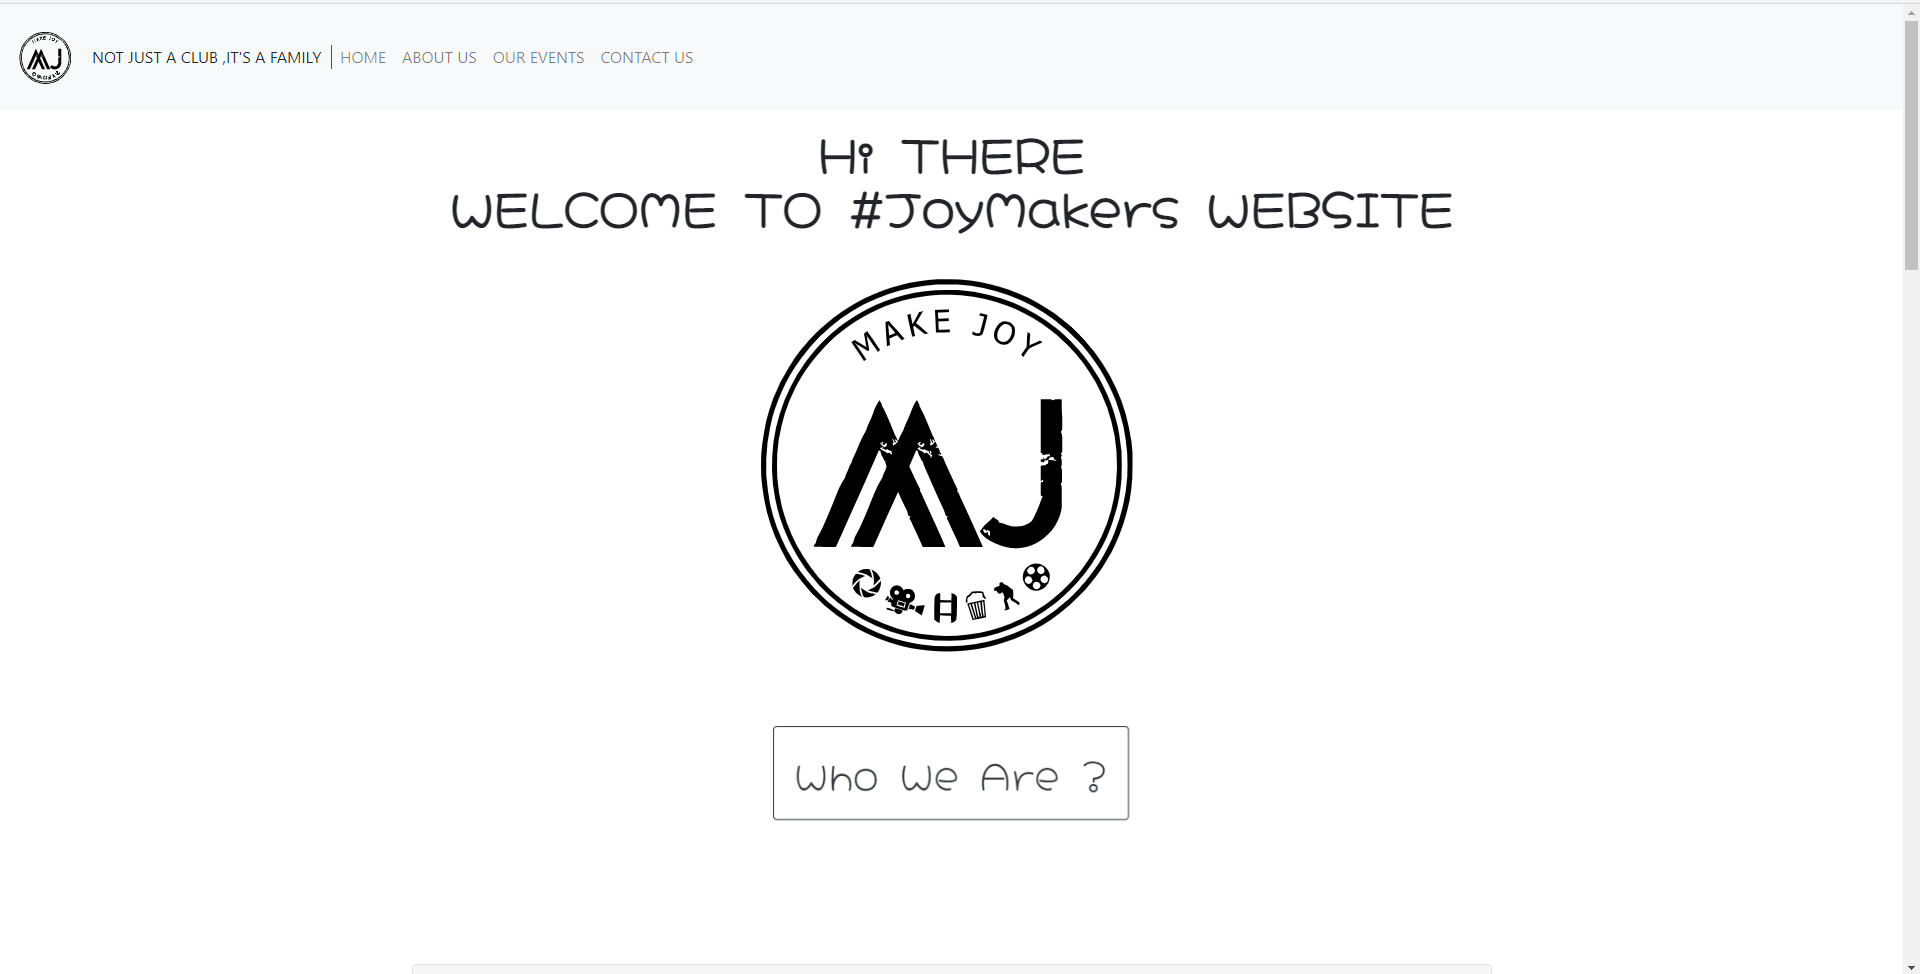 NOT JUST A CLUB ,IT'S A FAMILY HOME ABOUT US OUR EVENTS CONTACT US
Hi THERE
WELCOME TO #JoyMakers WEBSITE
MAKE JOY
MJ
Who We Are ?